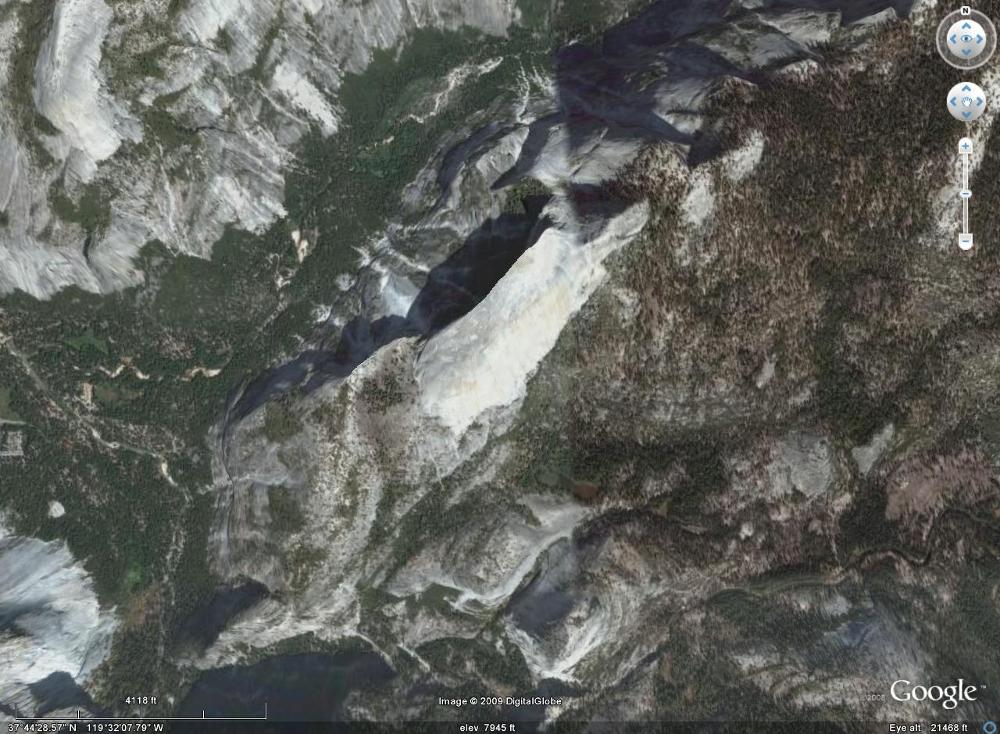 N
4118 ft
Image © 2009 DigitalGlobe
©2008 Google™
37°44'28.57" N 119°32'07.79" W
elev 7945 ft
Eye alt 21468 ft